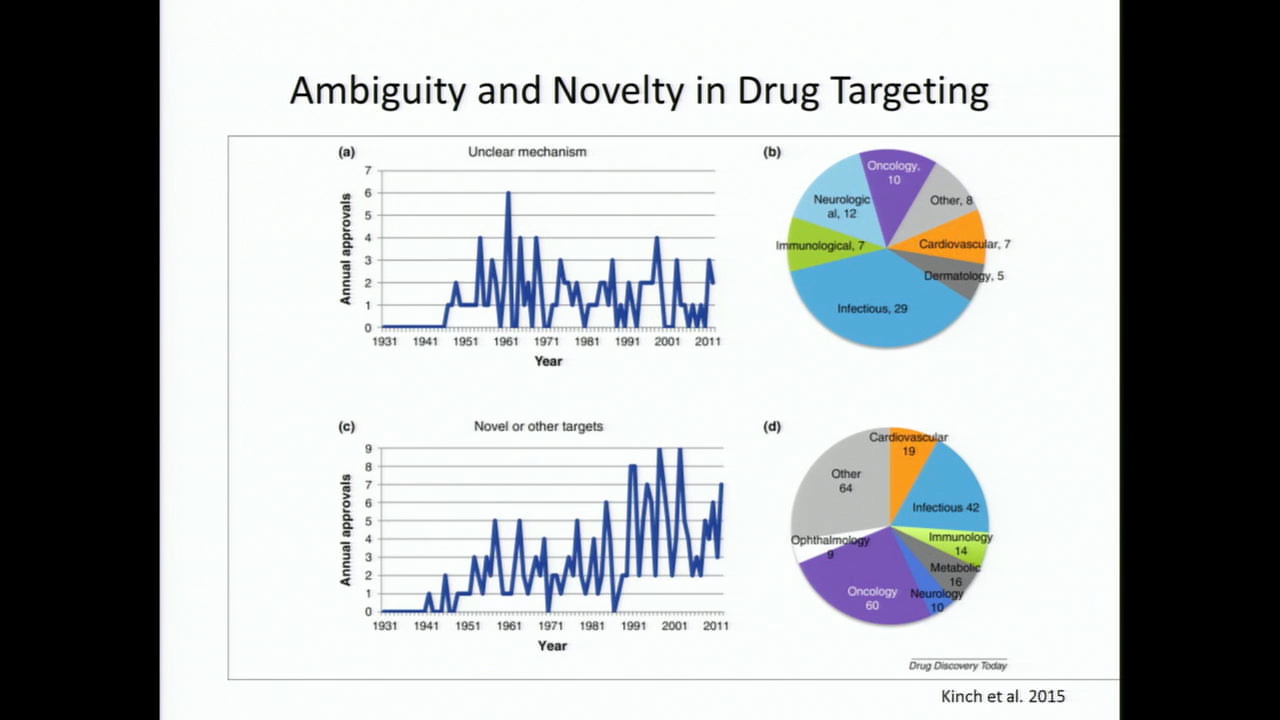 Ambiguity and Novelty in Drug Targeting
(a)
Unclear mechanism
7
6
5
4
3
2
1
0
Annual approvals
1931 1941 1951 1961 1971 1981 1991 2001 2011
Year
(b)
Oncology,
10
Other, 8
Cardiovascular, 7
Dermatology, 5
Infectious, 29
Immunological, 7
Neurologic
al, 12
(c)
Novel or other targets
9
8
7
6
5
4
3
2
1
0
Annual approvals
1931 1941 1951 1961 1971 1981 1991 2001 2011
Year
(d)
Cardiovascular
19
Infectious 42
Immunology
14
Metabolic
16
Neurology
10
Oncology
60
Ophthalmology
9
Other
64
Drug Discovery Today
Kinch et al. 2015